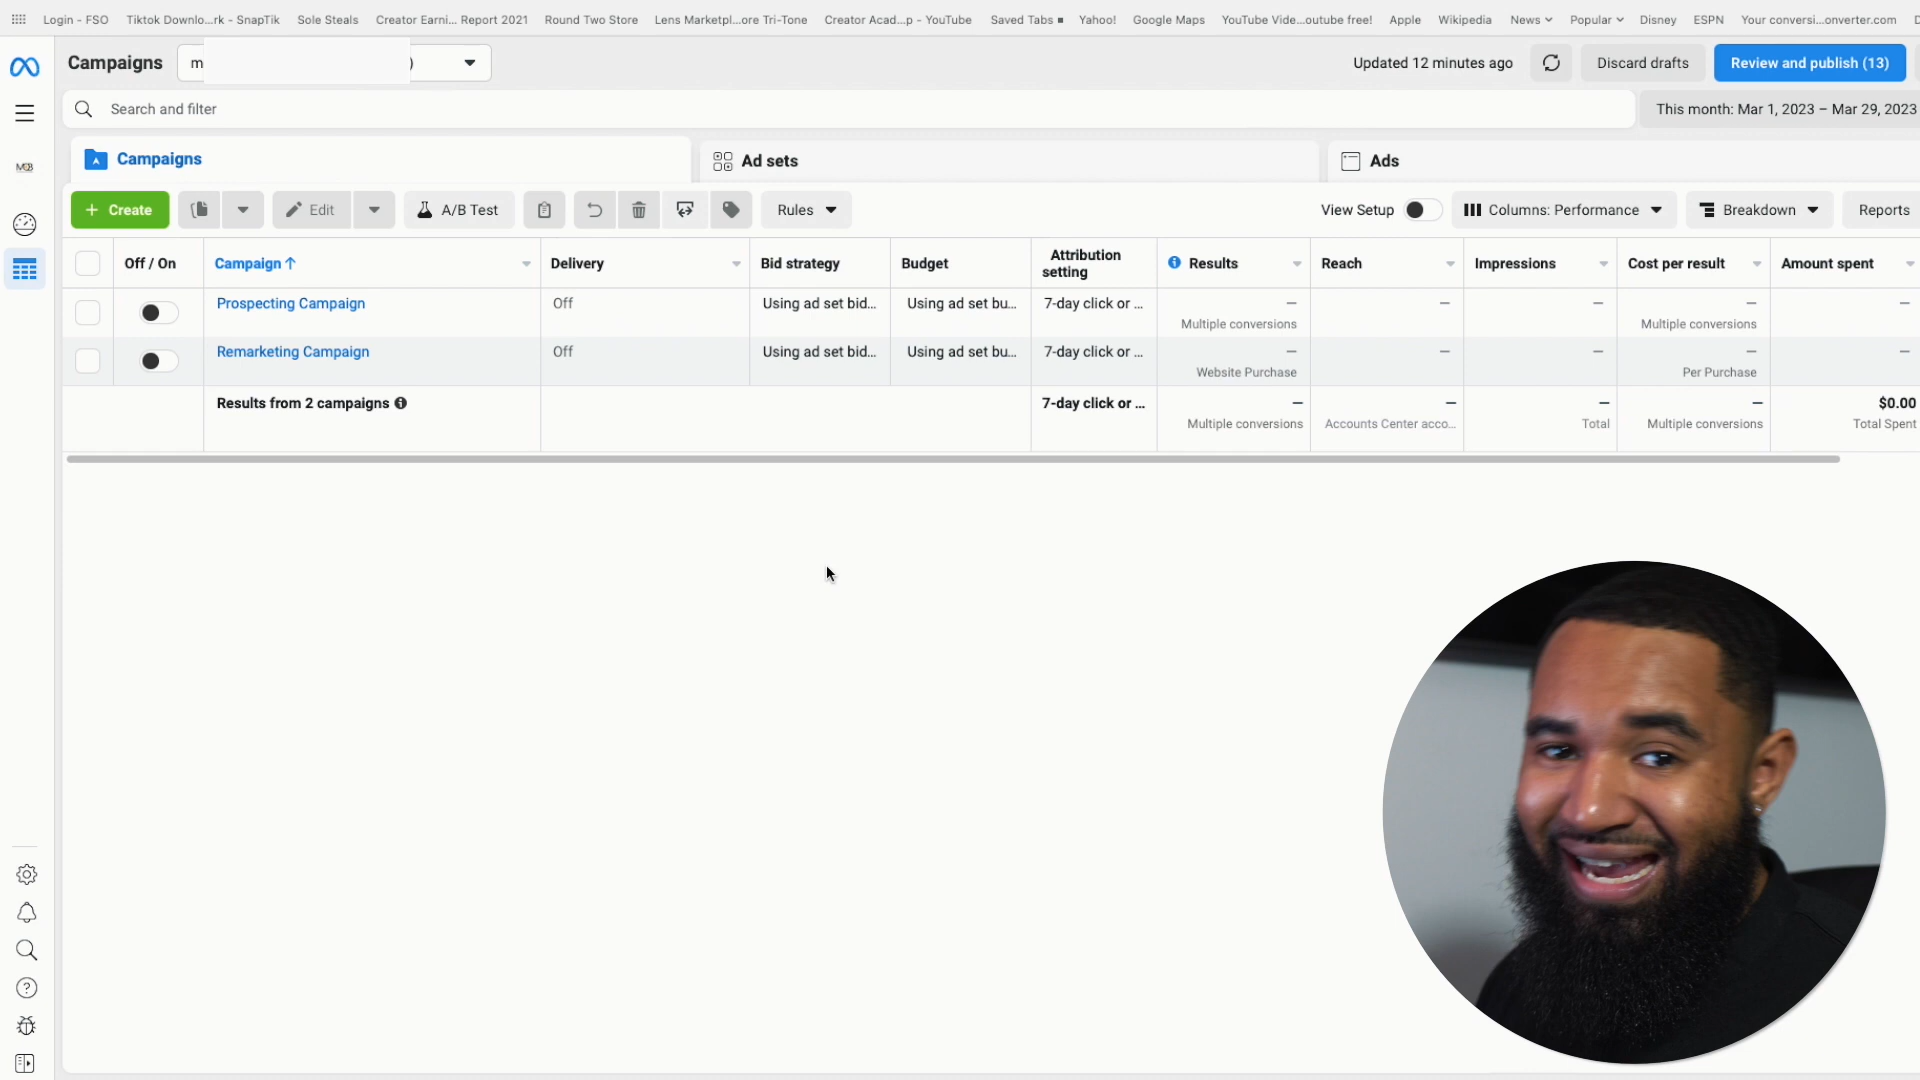 Login - FSO Tiktok Downlo...rk - SnapTik Sole Steals Creator Earni... Report 2021 Round Two Store Lens Marketpl...ore Tri-Tone Creator Acad...p - YouTube Saved Tabs Yahoo! Google Maps YouTube Vide...outube free! Apple Wikipedia News Popular Disney ESPN Your conversi...onverter.com
Campaigns m ) Updated 12 minutes ago Discard drafts Review and publish (13)
Search and filter This month: Mar 1, 2023 – Mar 29, 2023
Campaigns Ad sets Ads
+ Create Edit A/B Test Rules View Setup Columns: Performance Breakdown Reports
Off / On Campaign ↑ Delivery Bid strategy Budget Attribution setting Results Reach Impressions Cost per result Amount spent
Prospecting Campaign Off Using ad set bid... Using ad set bu... 7-day click or ... — — — — —
Multiple conversions Multiple conversions
Remarketing Campaign Off Using ad set bid... Using ad set bu... 7-day click or ... — — — — —
Website Purchase Per Purchase
Results from 2 campaigns 7-day click or ... — — — — $0.00
Multiple conversions Accounts Center acco... Total Multiple conversions Total Spent